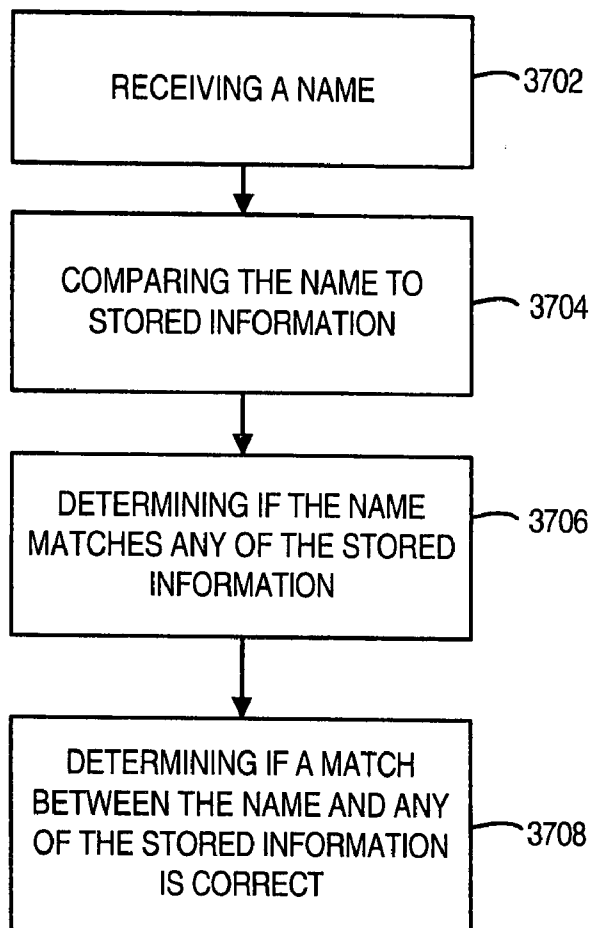 RECEIVING A NAME
3702
COMPARING THE NAME TO
STORED INFORMATION
3704
DETERMINING IF THE NAME
MATCHES ANY OF THE STORED
INFORMATION
3706
DETERMINING IF A MATCH
BETWEEN THE NAME AND ANY
OF THE STORED INFORMATION
IS CORRECT
3708